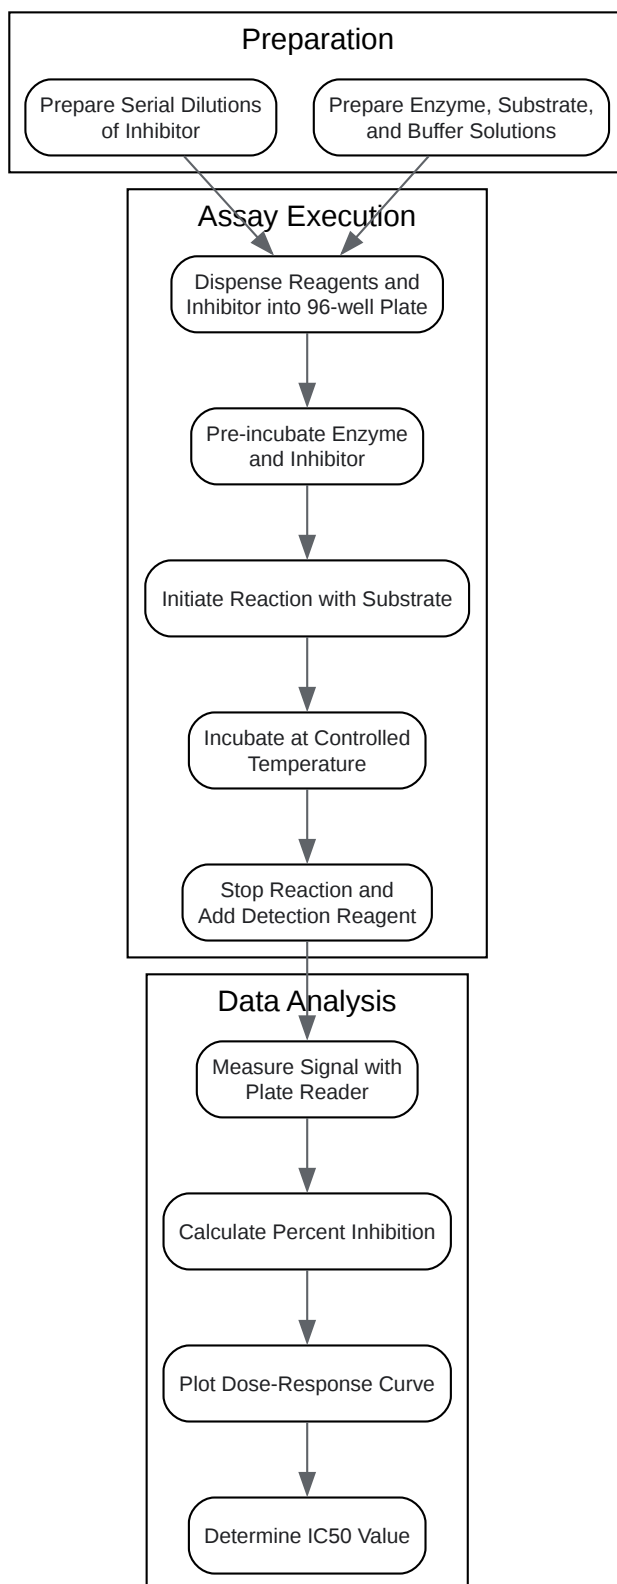 Preparation
Prepare Serial Dilutions
of Inhibitor
Prepare Enzyme, Substrate,
and Buffer Solutions
Assay Execution
Dispense Reagents and
Inhibitor into 96-well Plate
Pre-incubate Enzyme
and Inhibitor
Initiate Reaction with Substrate
Incubate at Controlled
Temperature
Stop Reaction and
Add Detection Reagent
Data Analysis
Measure Signal with
Plate Reader
Calculate Percent Inhibition
Plot Dose-Response Curve
Determine IC50 Value